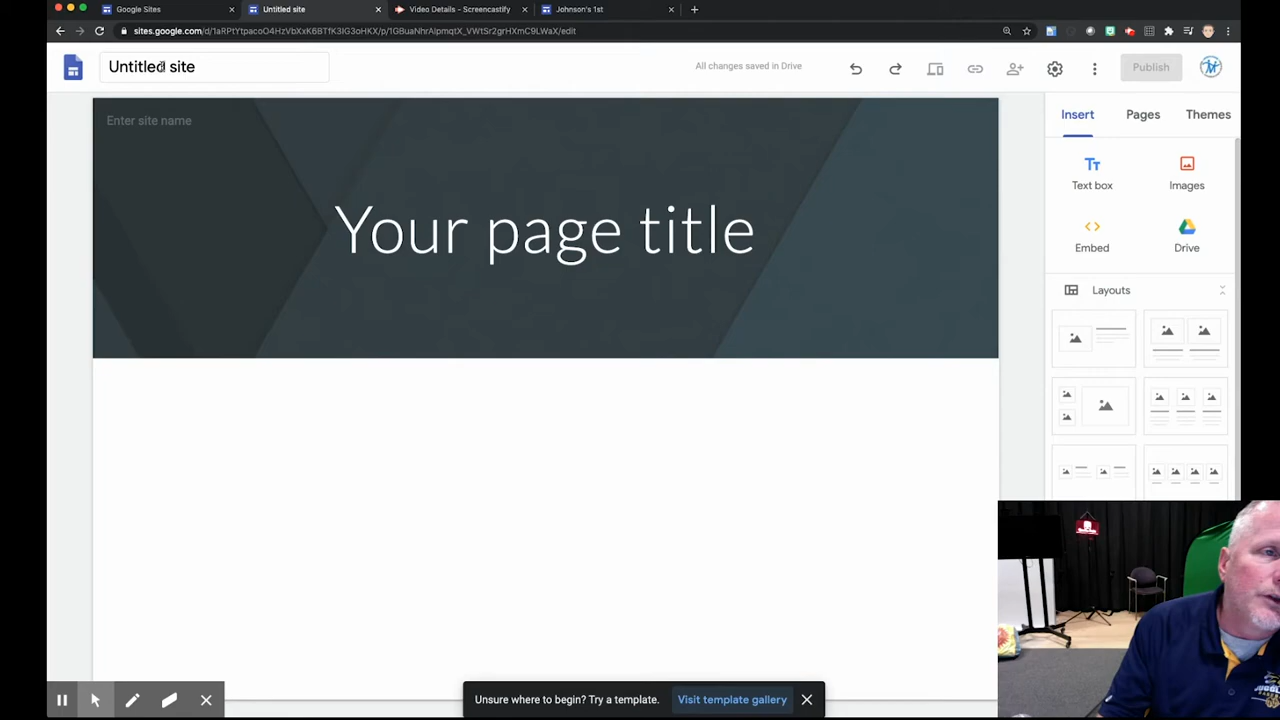 Google Sites
Untitled site
Video Details - Screencastify
Johnson's 1st
Untitled site
All changes saved in Drive
Publish
Enter site name
Your page title
Insert
Pages
Themes
Tt
Text box
Images
Embed
Drive
Layouts
Unsure where to begin? Try a template.
Visit template gallery